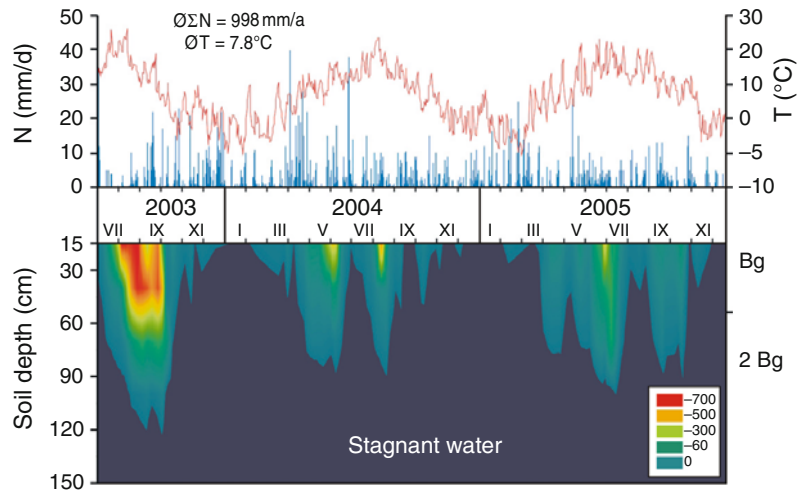 ØΣN = 998 mm/a
ØT = 7.8°C
N (mm/d)
50
40
30
20
10
0
T (°C)
30
20
10
0
−5
−10
2003 2004 2005
VII IX XI I III V VII IX XI I III V VII IX XI
Soil depth (cm)
15
30
60
90
120
150
Bg
2 Bg
Stagnant water
−700
−500
−300
−60
0